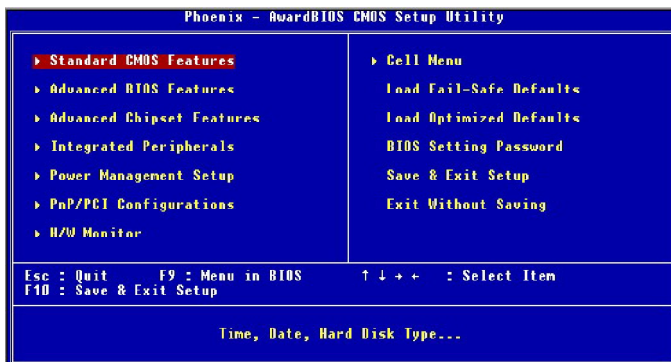 Phoenix - AwardBIOS CMOS Setup Utility
▸ Standard CMOS Features
▸ Advanced BIOS Features
▸ Advanced Chipset Features
▸ Integrated Peripherals
▸ Power Management Setup
▸ PnP/PCI Configurations
▸ H/W Monitor
▸ Cell Menu
Load Fail-Safe Defaults
Load Optimized Defaults
BIOS Setting Password
Save & Exit Setup
Exit Without Saving
Esc : Quit F9 : Menu in BIOS ↑ ↓ → ← : Select Item
F10 : Save & Exit Setup
Time, Date, Hard Disk Type...